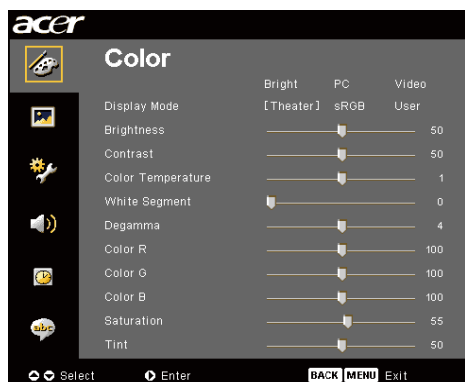 acer
Color
Bright PC Video
Display Mode [Theater] sRGB User
Brightness 50
Contrast 50
Color Temperature 1
White Segment 0
Degamma 4
Color R 100
Color G 100
Color B 100
Saturation 55
abc
Tint 50
Select Enter BACK MENU Exit